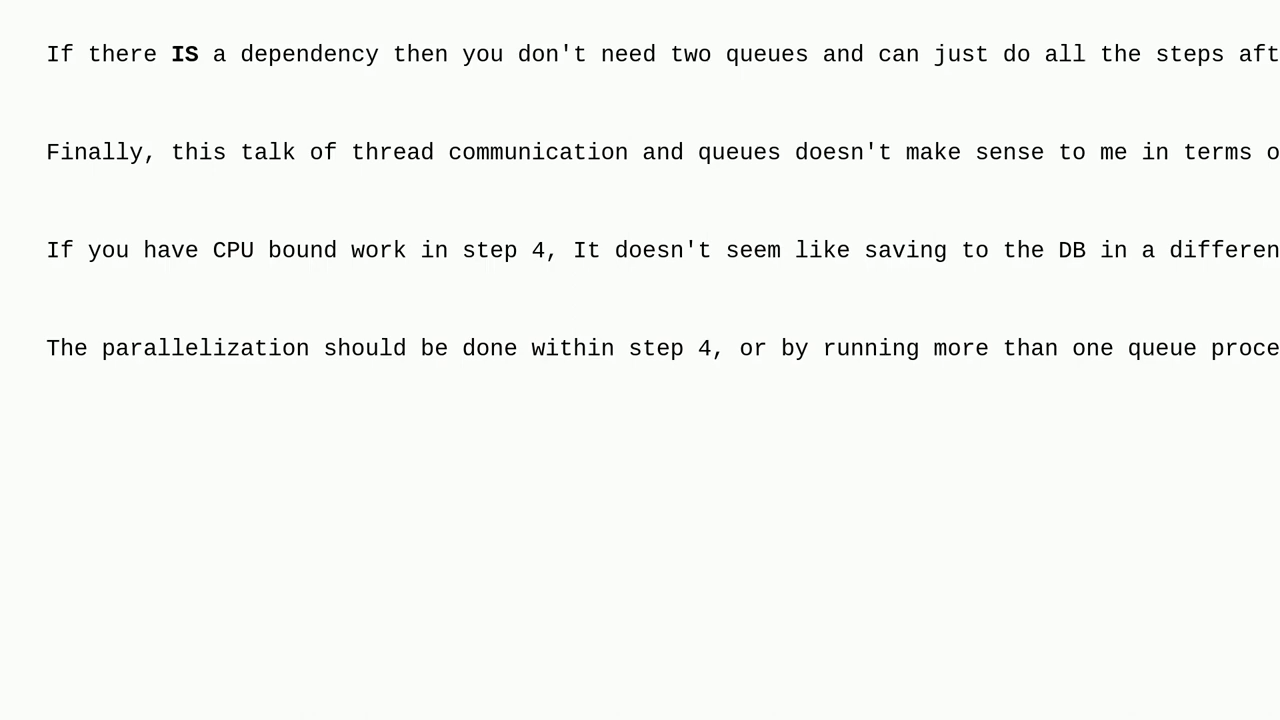 If there IS a dependency then you don't need two queues and can just do all the steps
Finally, this talk of thread communication and queues doesn't make sense to me in terms
If you have CPU bound work in step 4, It doesn't seem like saving to the DB in a
The parallelization should be done within step 4, or by running more than one queue